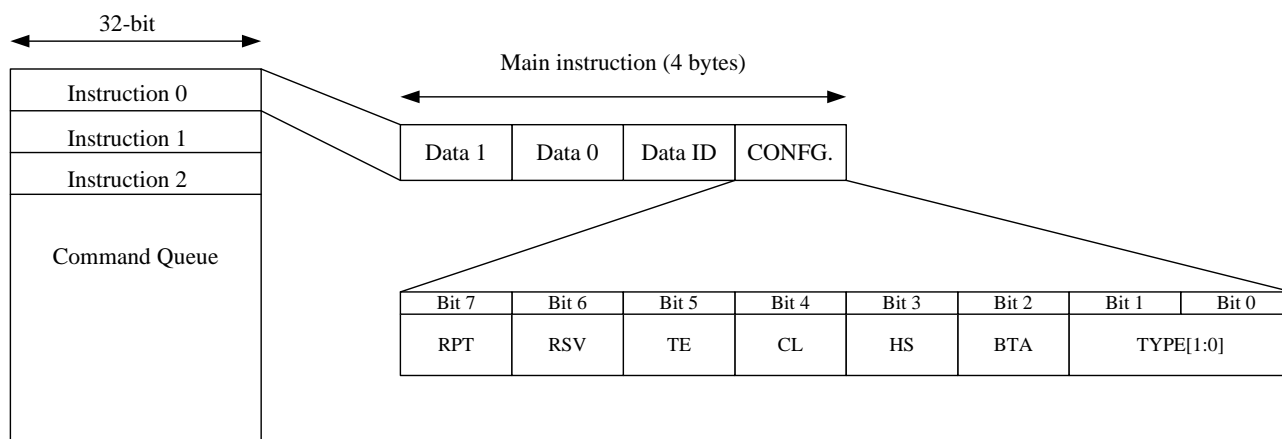 32-bit
Instruction 0
Instruction 1
Instruction 2
Command Queue
Main instruction (4 bytes)
Data 1 Data 0 Data ID CONFG.
Bit 7 Bit 6 Bit 5 Bit 4 Bit 3 Bit 2 Bit 1 Bit 0
RPT RSV TE CL HS BTA TYPE[1:0]